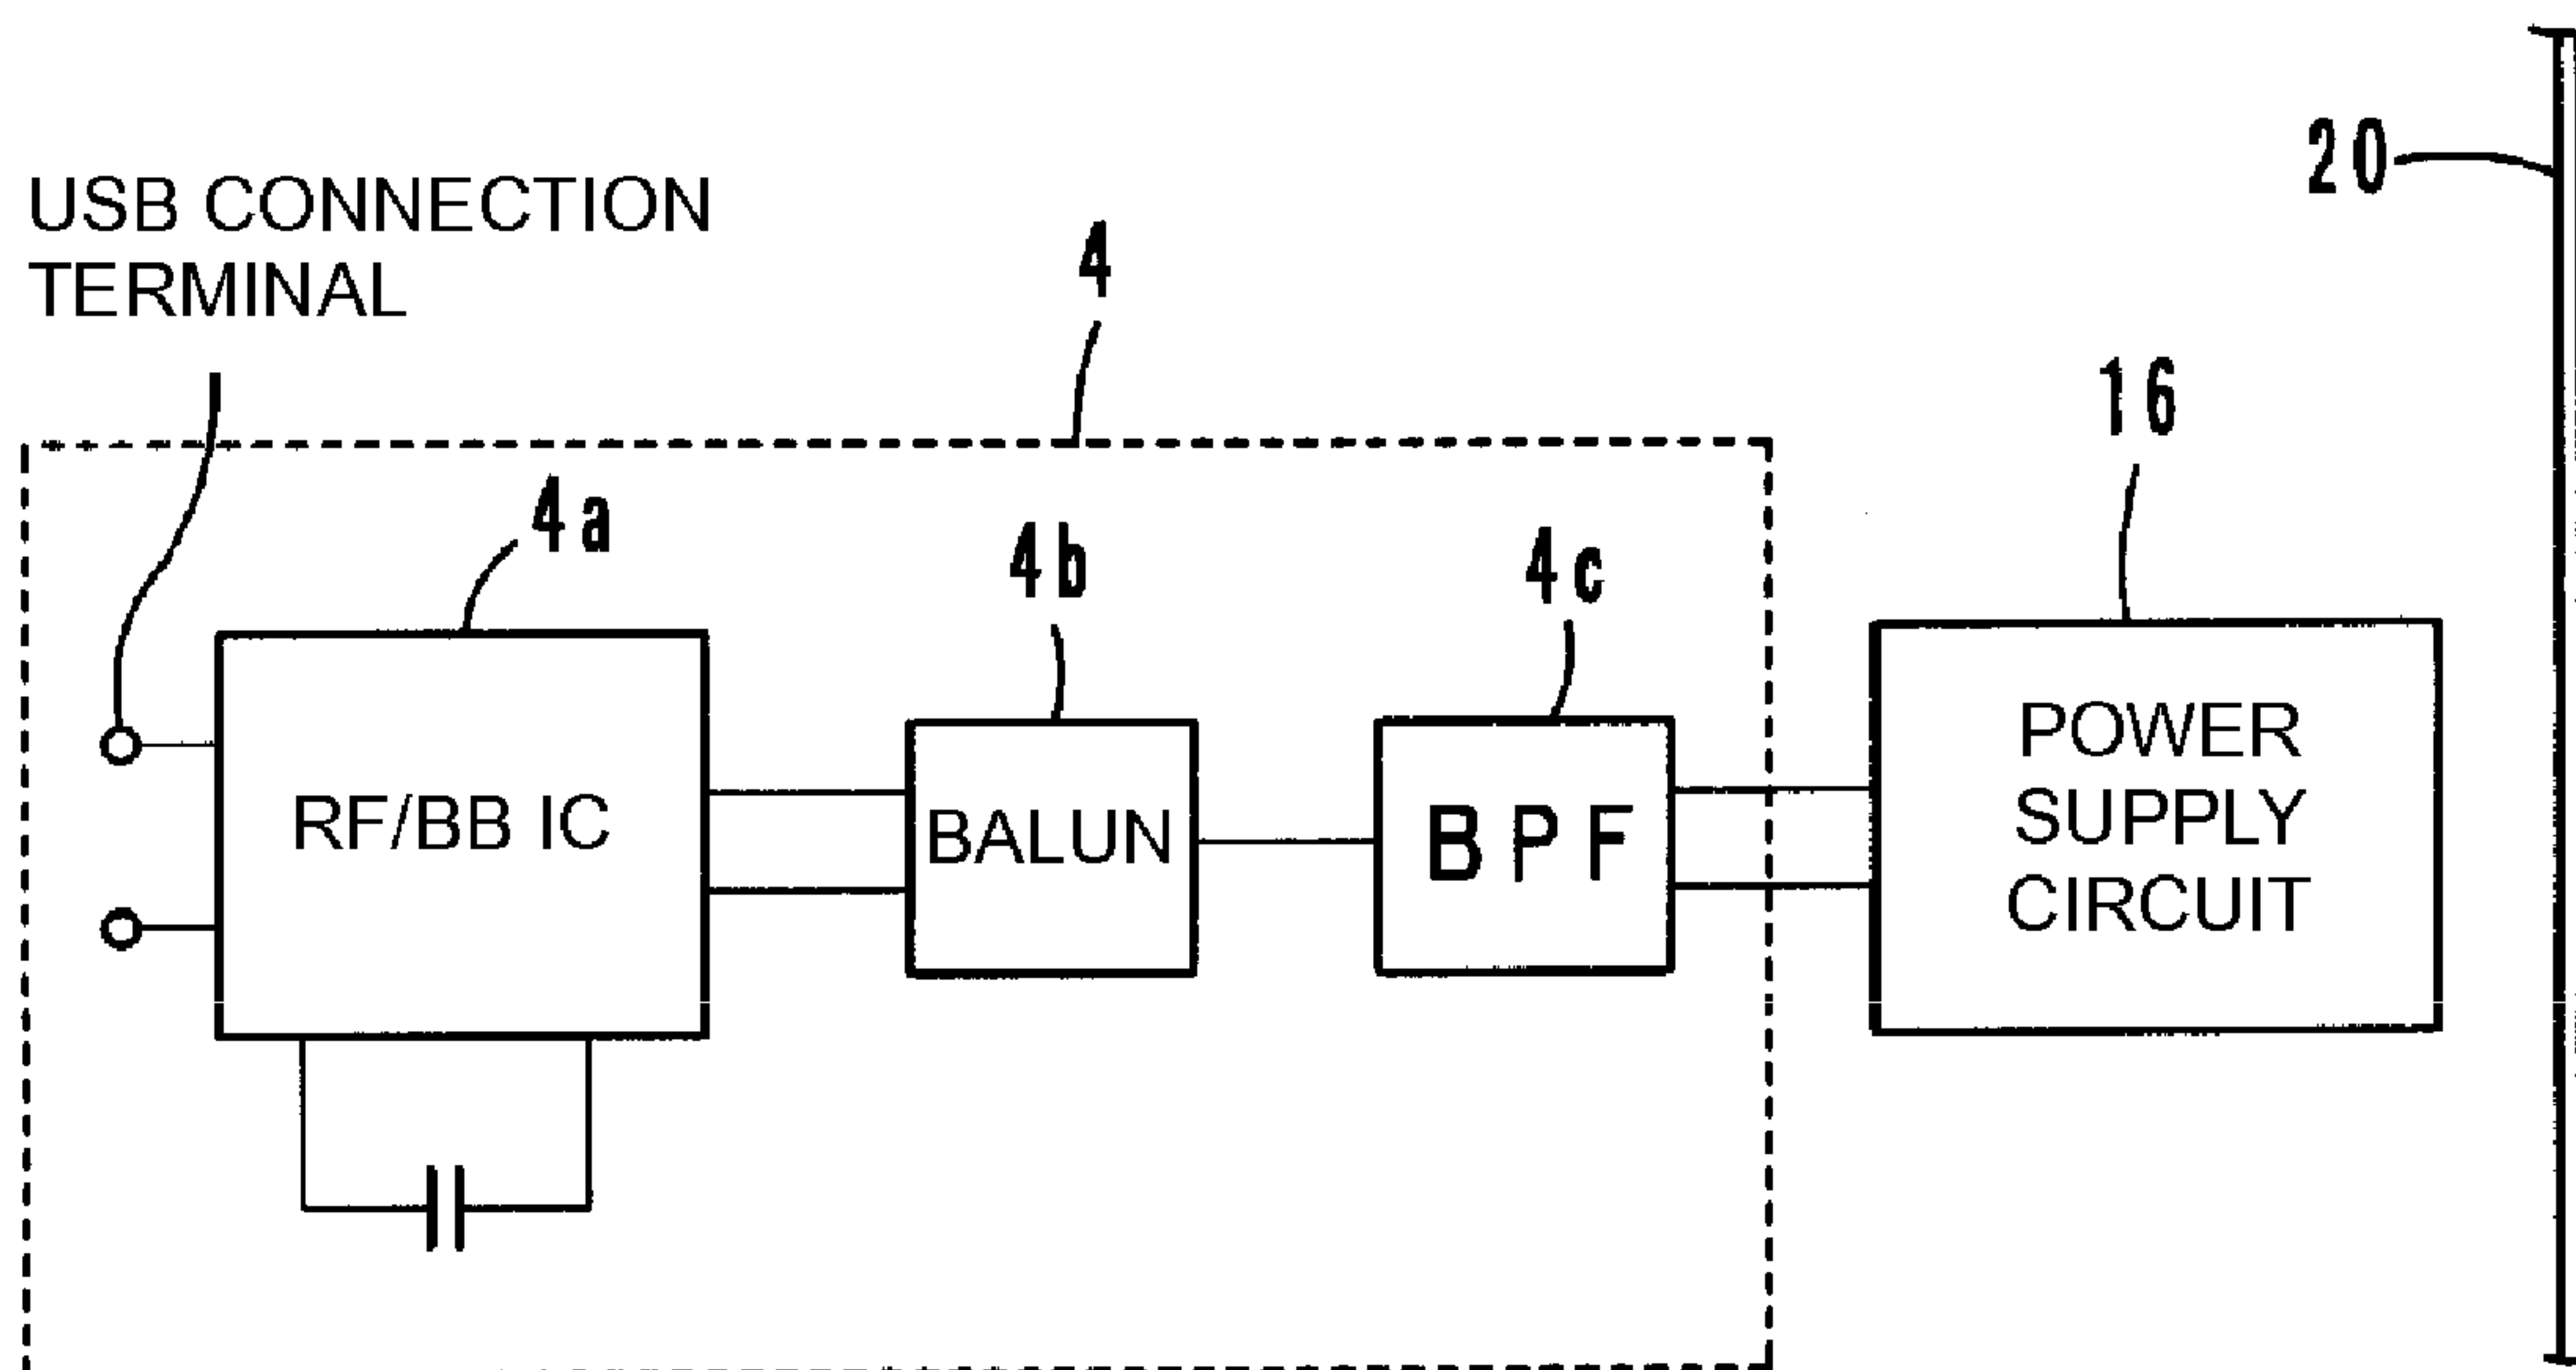 20
USB CONNECTION
TERMINAL
4
16
4a
4b
4c
RF/BB IC
BALUN
BPF
POWER
SUPPLY
CIRCUIT